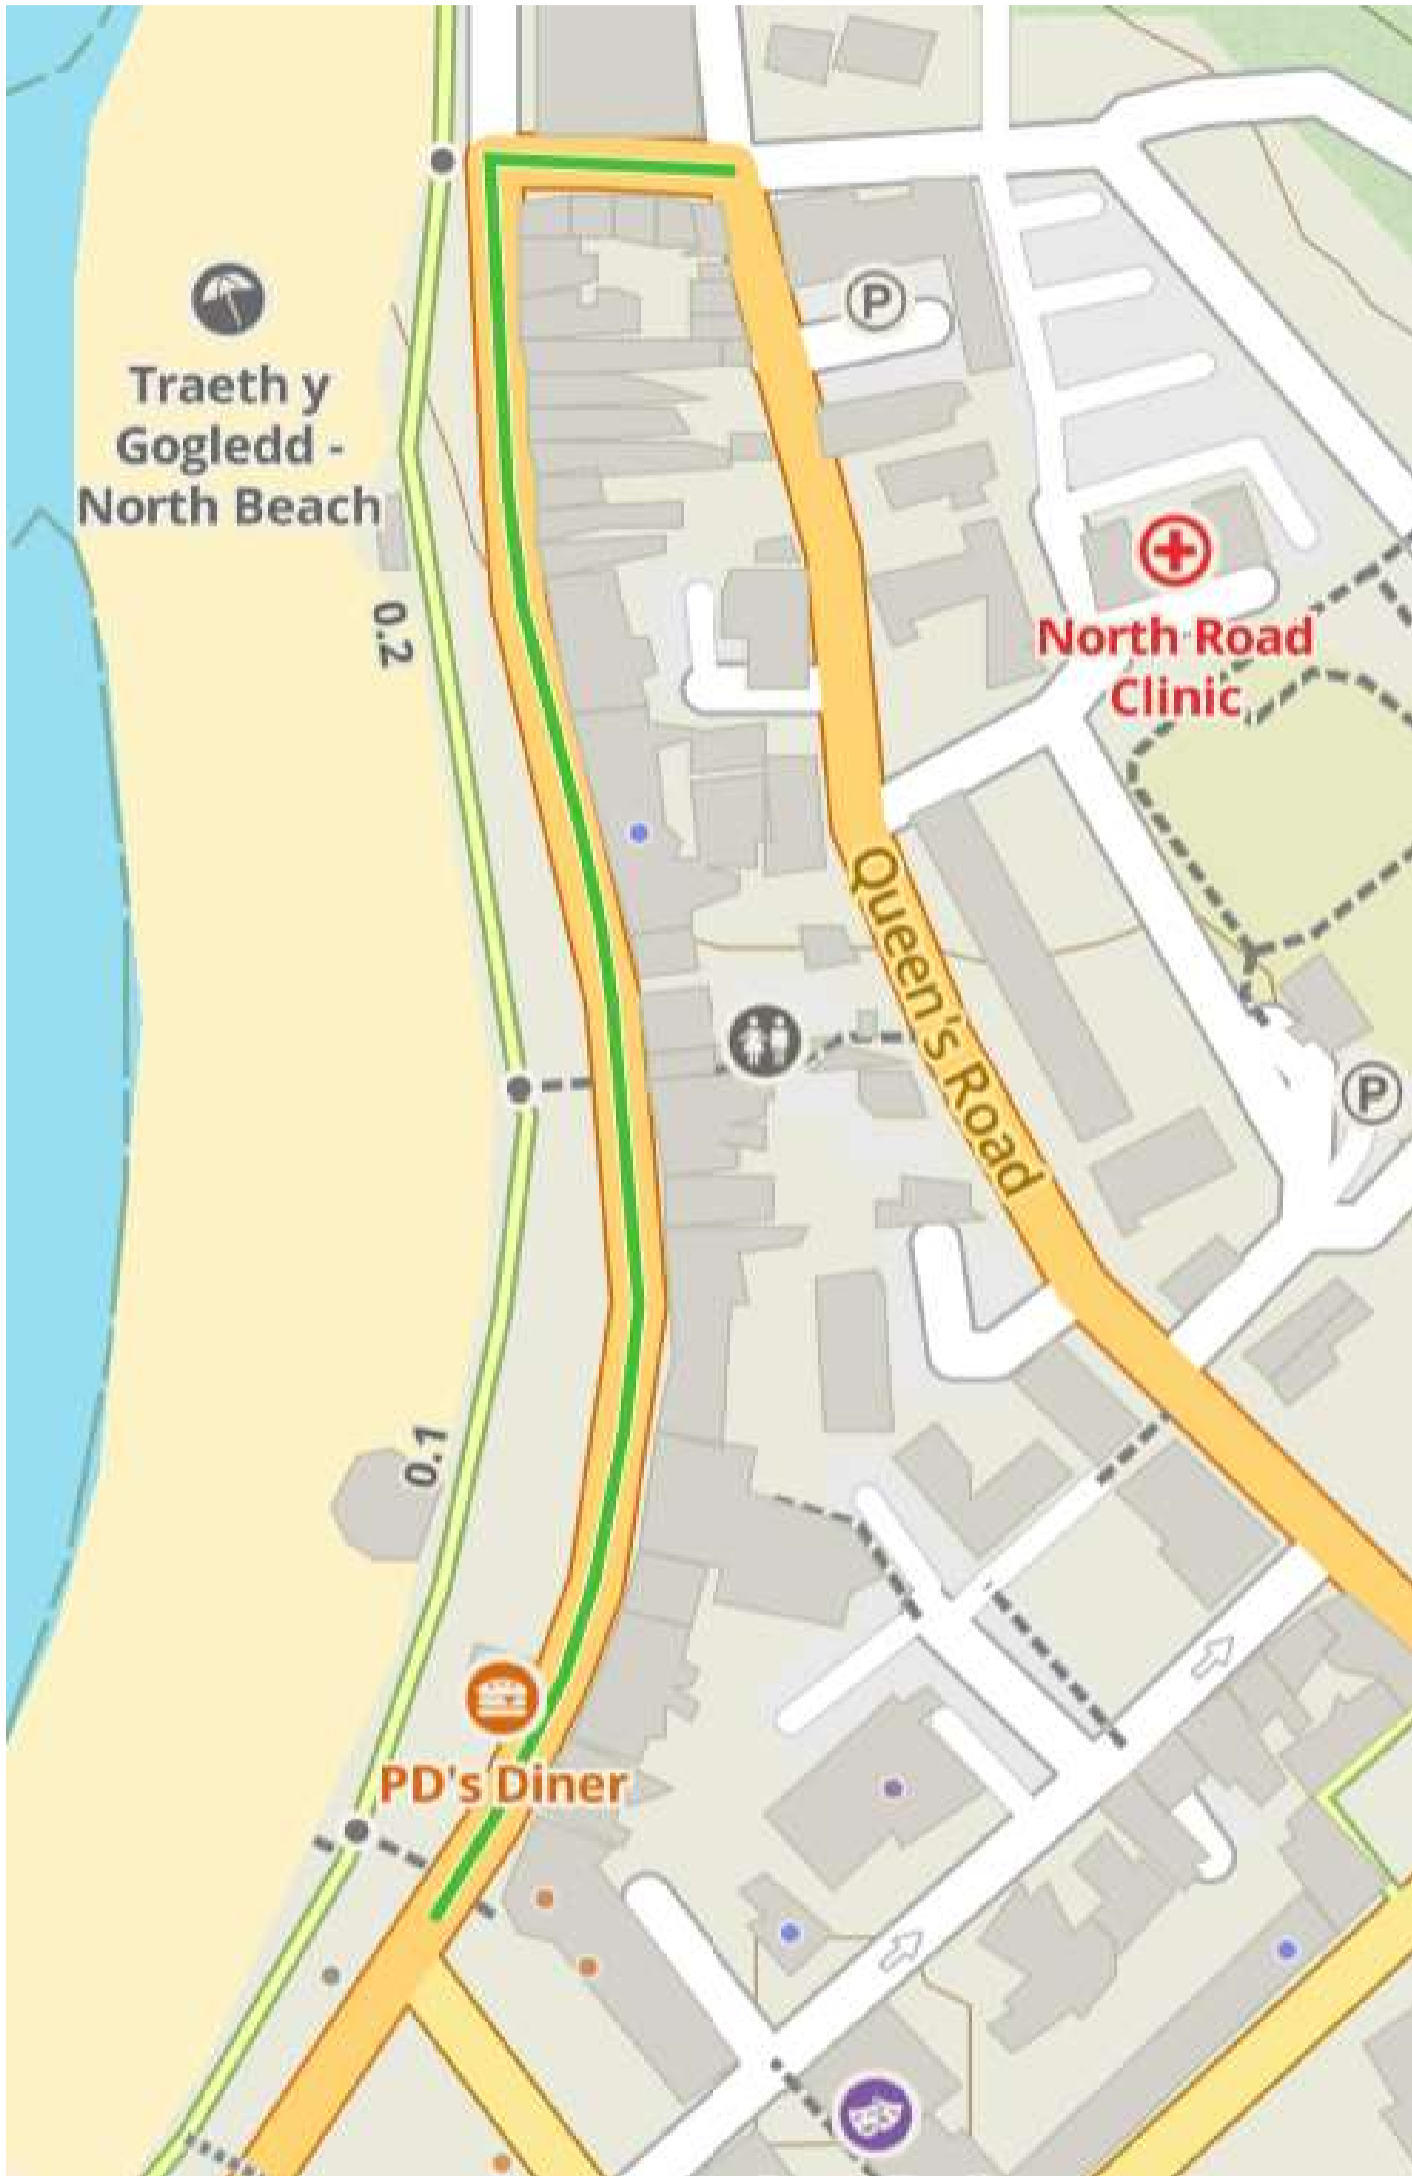 P
Traeth y
Gogledd -
North Beach
0.2
North Road
Clinic
Queen's Road
P
0.1
PD's Diner